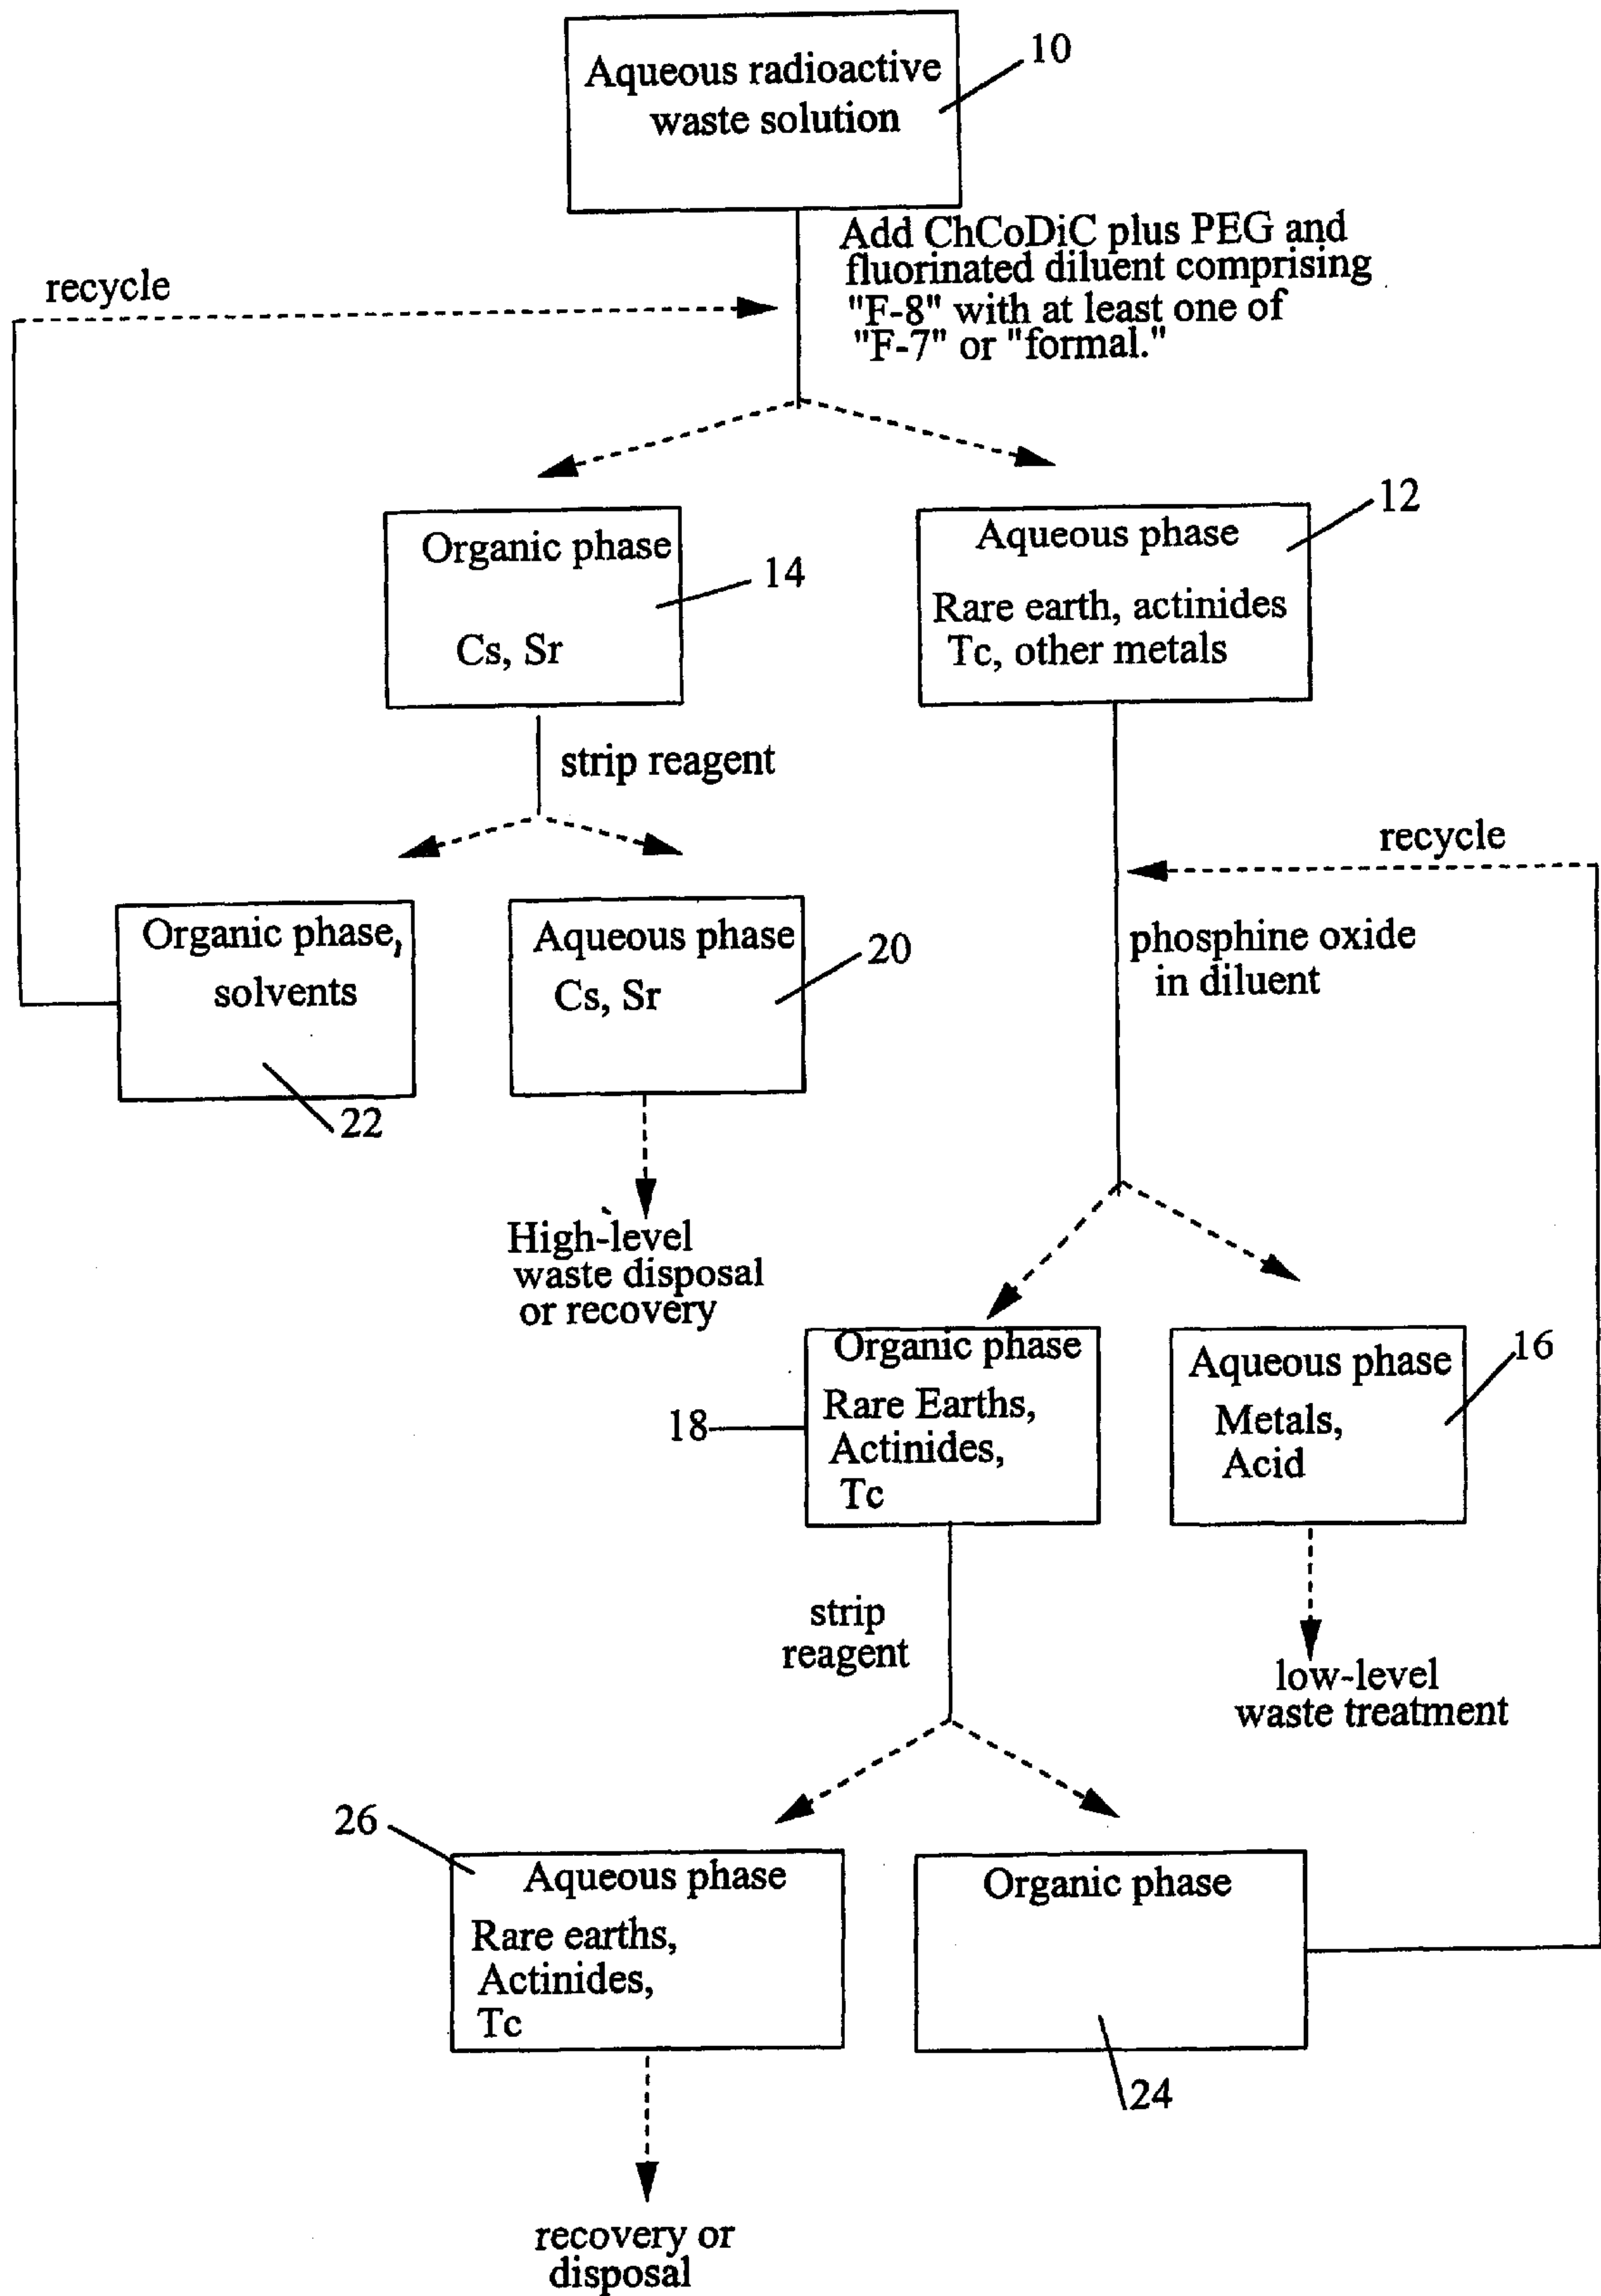 Aqueous radioactive
waste solution
10
Add ChCoDiC plus PEG and
fluorinated diluent comprising
"F-8" with at least one of
"F-7" or "formal."
recycle
Organic phase
Cs, Sr
14
Aqueous phase
Rare earth, actinides
Tc, other metals
12
strip reagent
recycle
Organic phase,
solvents
22
Aqueous phase
Cs, Sr
20
phosphine oxide
in diluent
High-level
waste disposal
or recovery
Organic phase
Rare Earths,
Actinides,
Tc
18
Aqueous phase
Metals,
Acid
16
strip
reagent
low-level
waste treatment
26
Aqueous phase
Rare earths,
Actinides,
Tc
Organic phase
24
recovery or
disposal